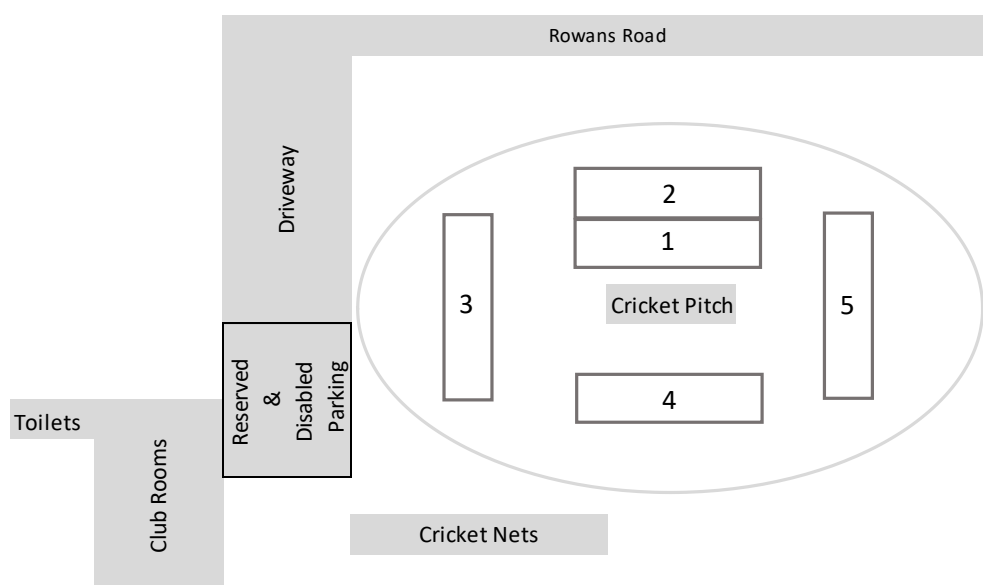 Rowans Road
Driveway
2
1
3
Cricket Pitch
5
Reserved
&
Disabled
Parking
4
Toilets
Club Rooms
Cricket Nets